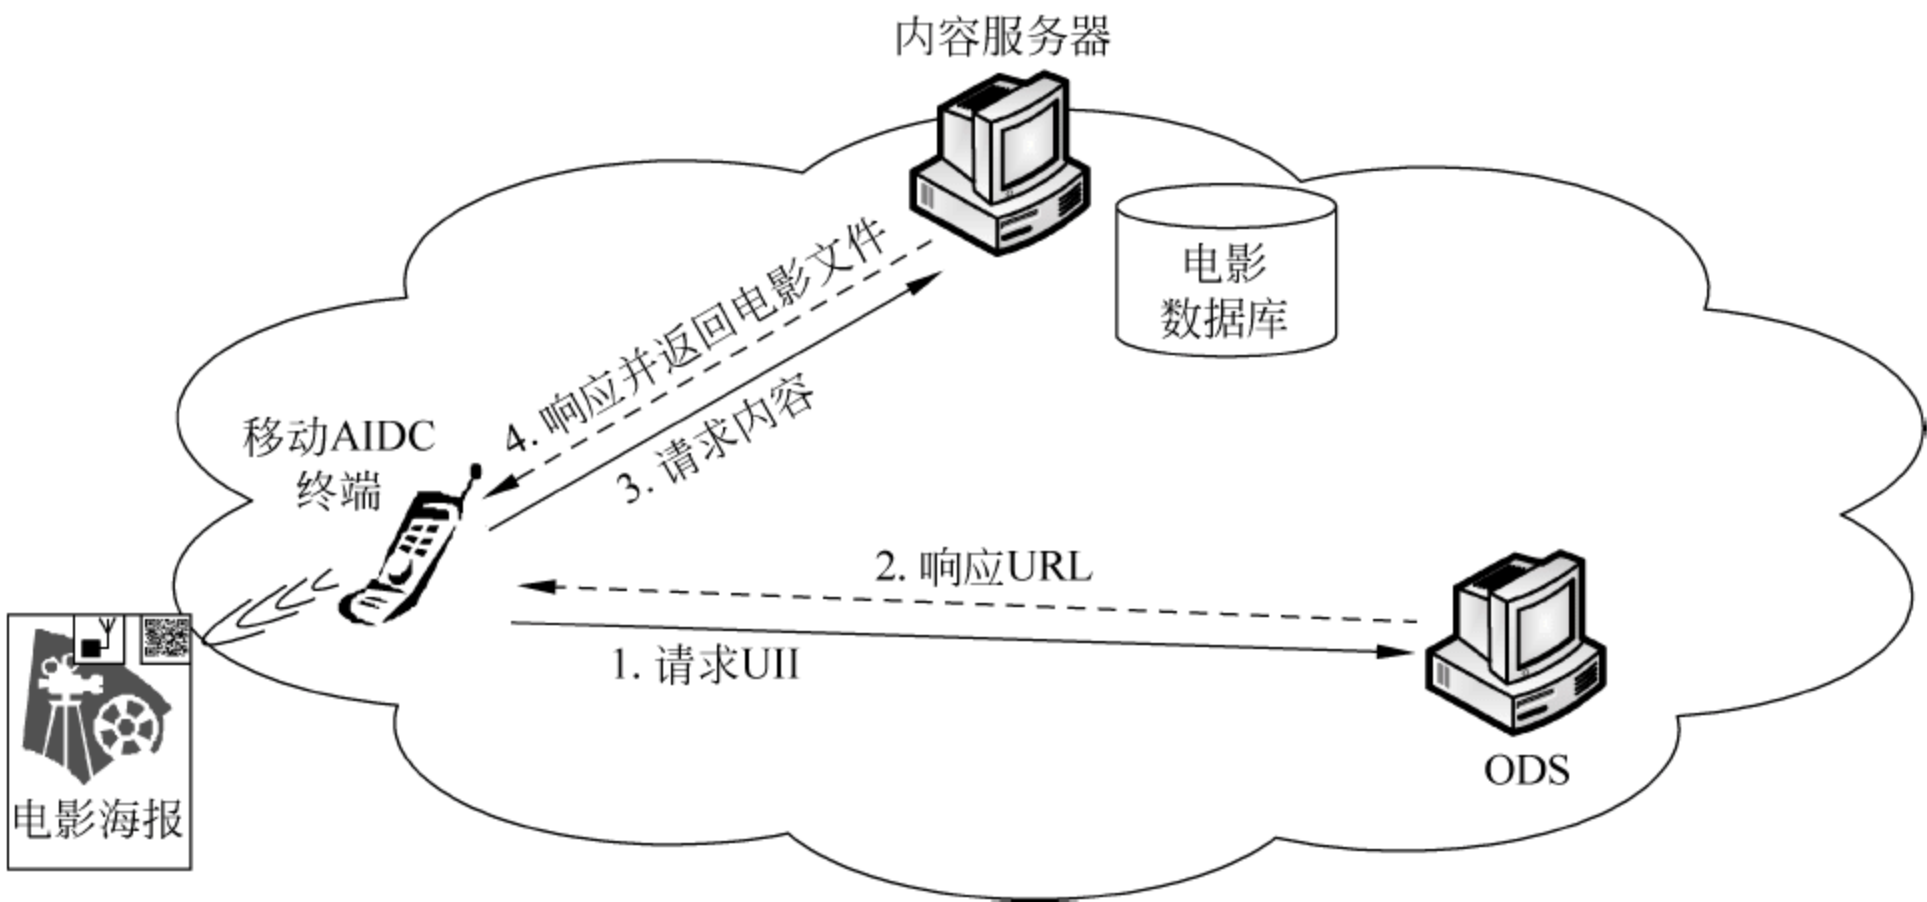 内容服务器
电影
数据库
4. 响应并返回电影文件
3. 请求内容
移动AIDC
终端
2. 响应URL
1. 请求UII
ODS
电影海报